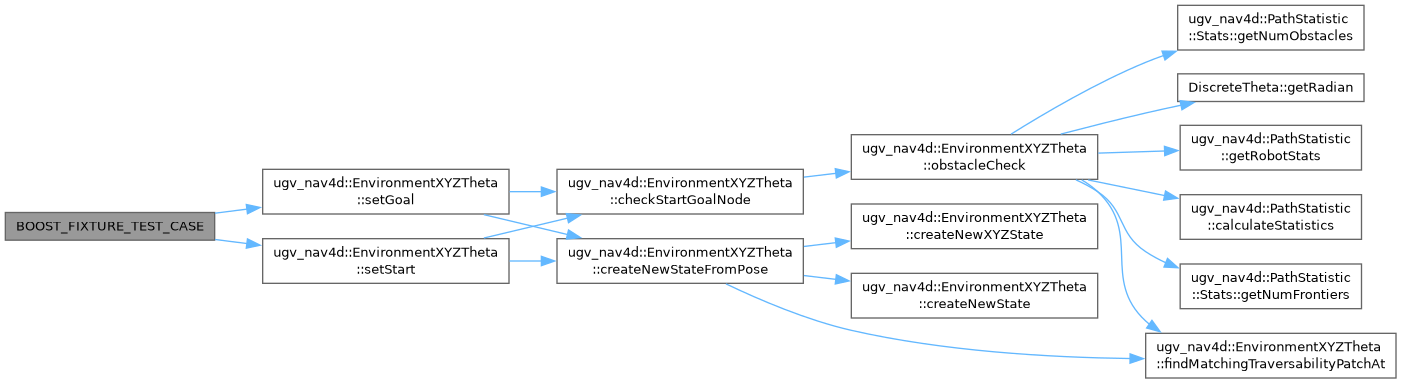 BOOST_FIXTURE_TEST_CASE
ugv_nav4d::EnvironmentXYZTheta
::setGoal
ugv_nav4d::EnvironmentXYZTheta
::setStart
ugv_nav4d::EnvironmentXYZTheta
::checkStartGoalNode
ugv_nav4d::EnvironmentXYZTheta
::createNewStateFromPose
ugv_nav4d::EnvironmentXYZTheta
::obstacleCheck
ugv_nav4d::EnvironmentXYZTheta
::createNewXYZState
ugv_nav4d::EnvironmentXYZTheta
::createNewState
ugv_nav4d::PathStatistic
::Stats::getNumObstacles
DiscreteTheta::getRadian
ugv_nav4d::PathStatistic
::getRobotStats
ugv_nav4d::PathStatistic
::calculateStatistics
ugv_nav4d::PathStatistic
::Stats::getNumFrontiers
ugv_nav4d::EnvironmentXYZTheta
::findMatchingTraversabilityPatchAt